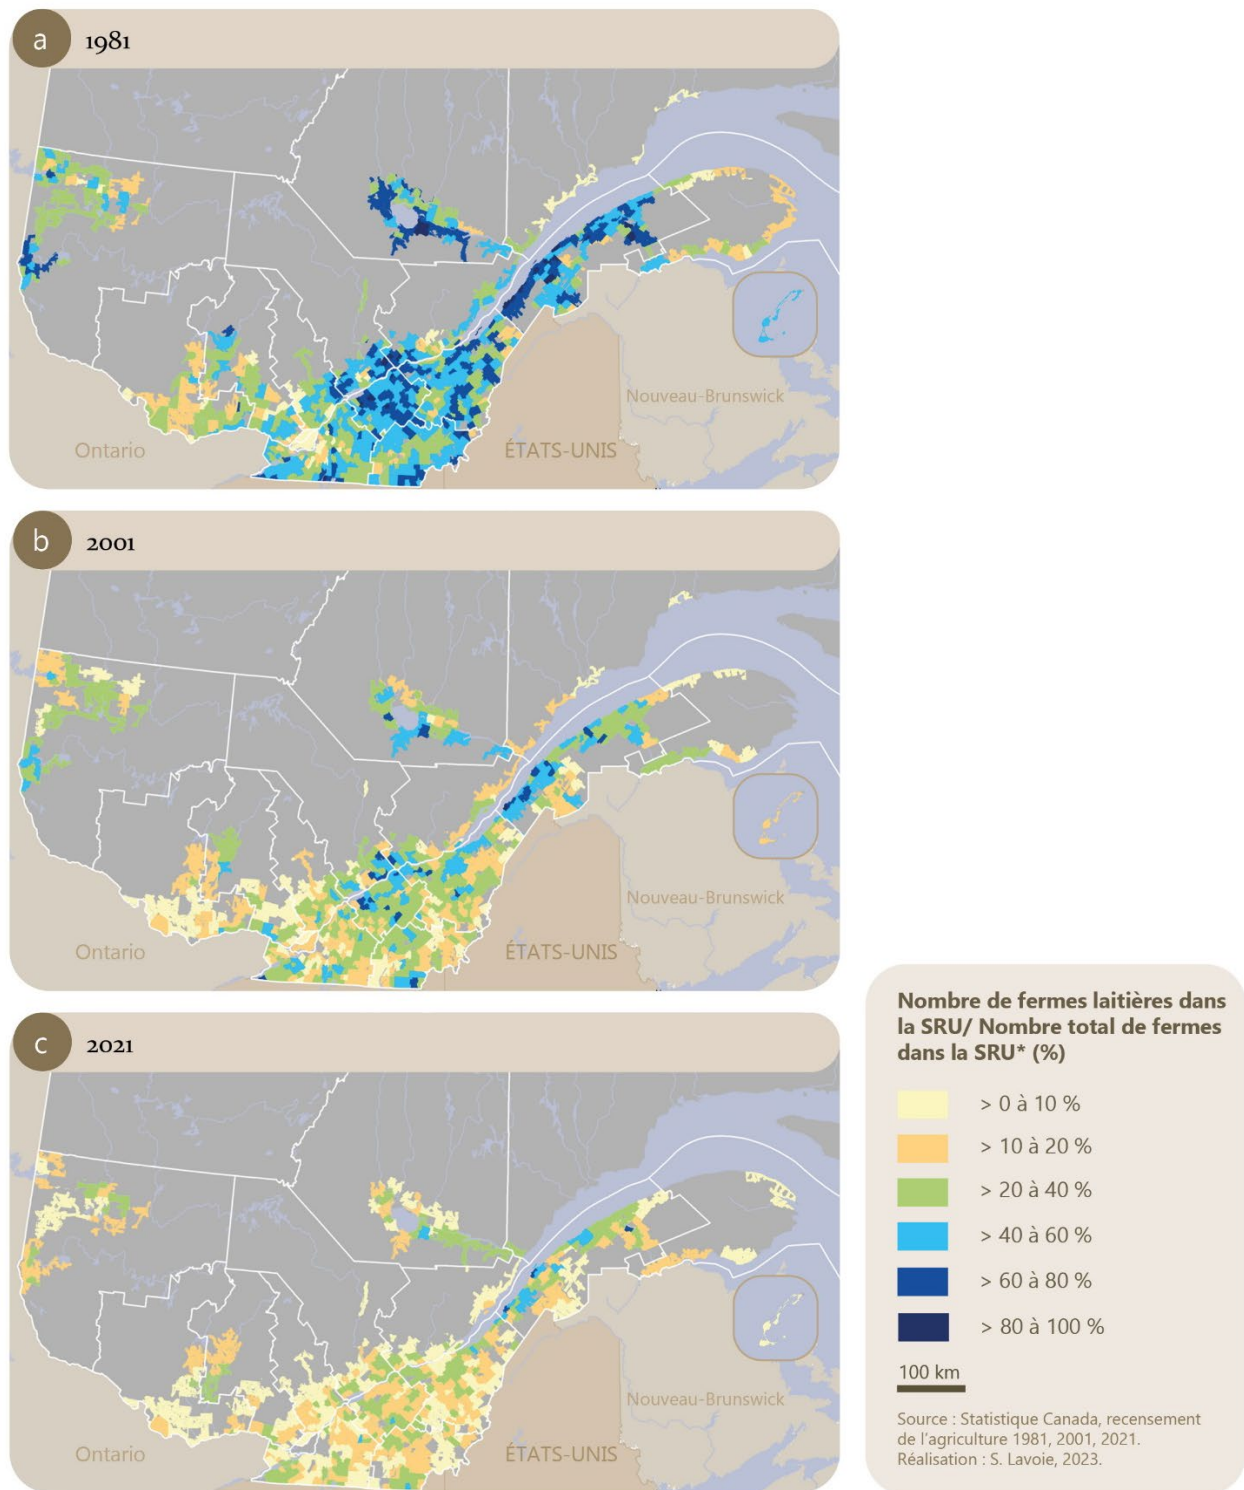 a
1981
Nouveau-Brunswick
Ontario
ÉTATS-UNIS
b
2001
Nouveau-Brunswick
Ontario
ÉTATS-UNIS
c
2021
Nouveau-Brunswick
Ontario
ÉTATS-UNIS
Nombre de fermes laitières dans
la SRU/ Nombre total de fermes
dans la SRU* (%)
> 0 à 10 %
> 10 à 20 %
> 20 à 40 %
> 40 à 60 %
> 60 à 80 %
> 80 à 100 %
100 km
Source : Statistique Canada, recensement
de l'agriculture 1981, 2001, 2021.
Réalisation : S. Lavoie, 2023.